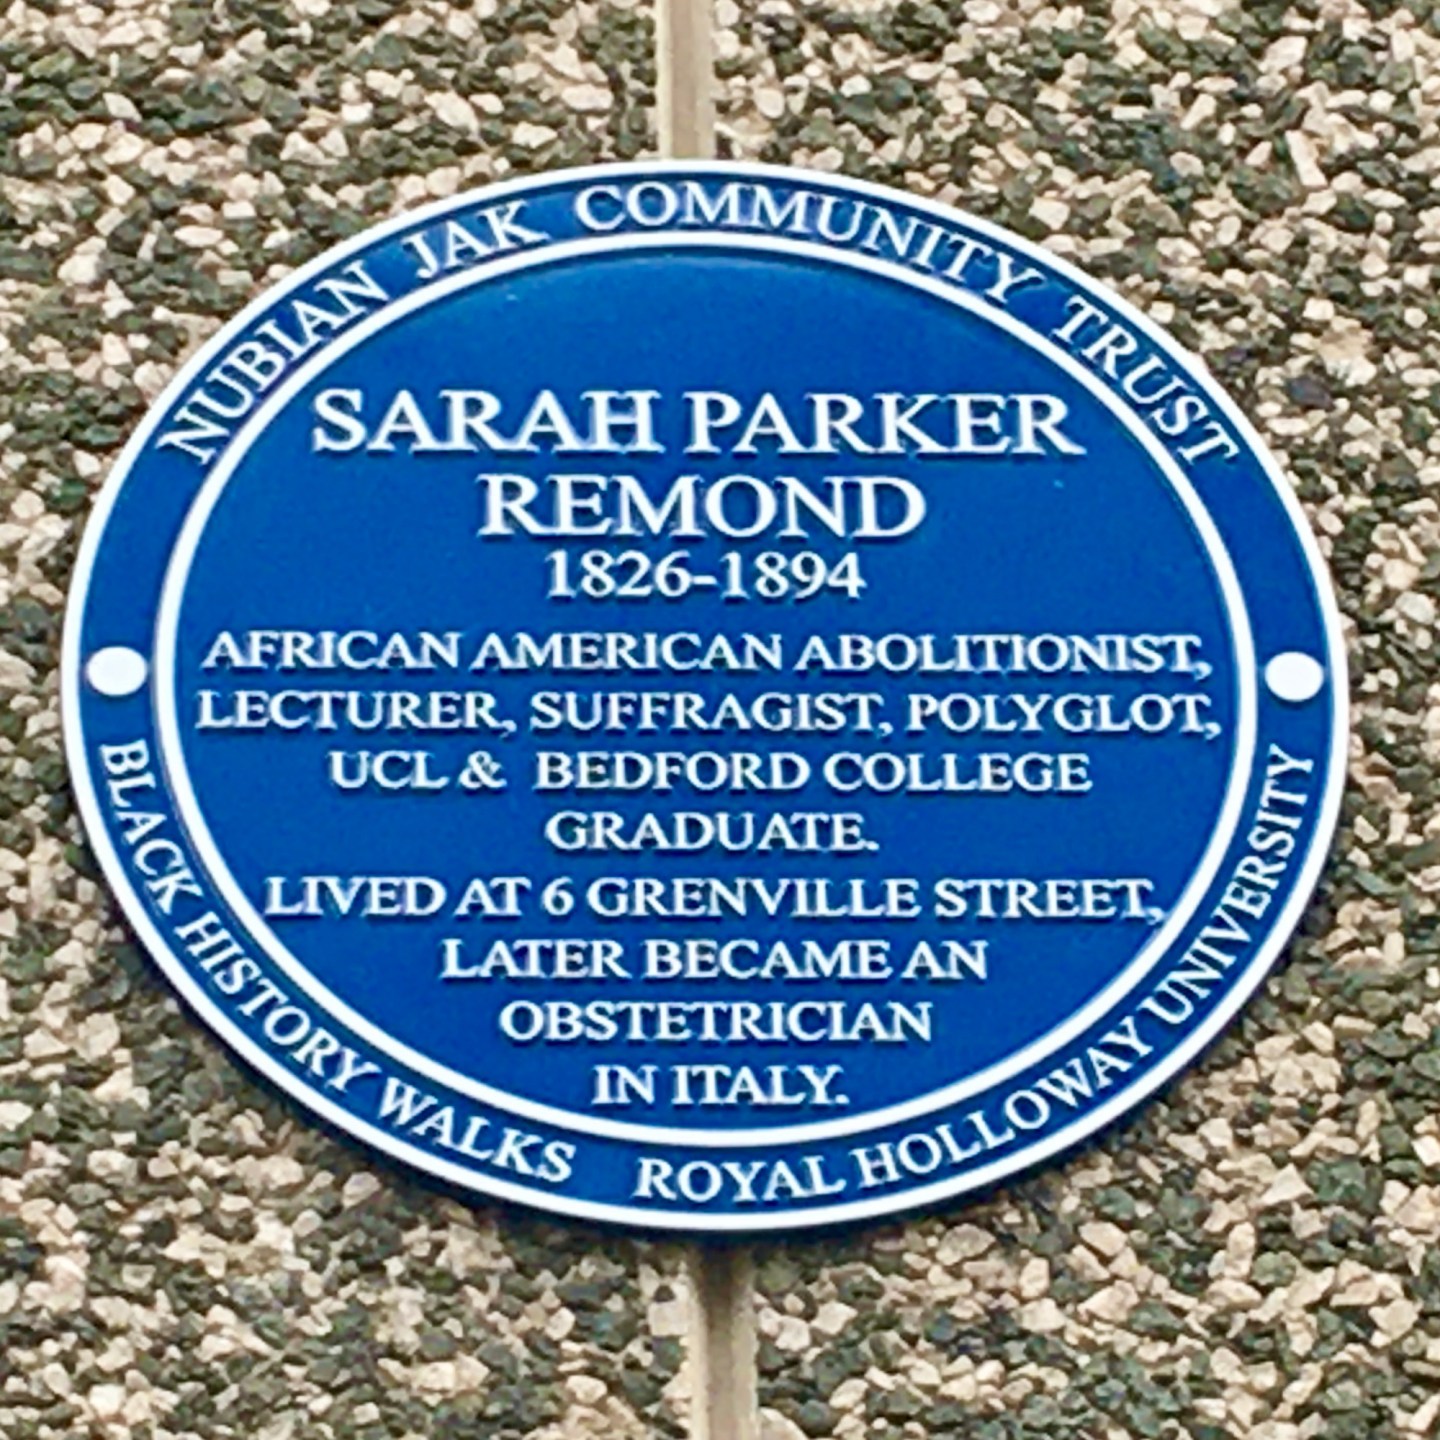 NUBIAN JAK COMMUNITY TRUST
SARAH PARKER
REMOND
1826-1894
AFRICAN AMERICAN ABOLITIONIST,
LECTURER, SUFFRAGIST, POLYGLOT,
UCL & BEDFORD COLLEGE
GRADUATE.
LIVED AT 6 GRENVILLE STREET,
LATER BECAME AN
OBSTETRICIAN
IN ITALY.
BLACK HISTORY WALKS ROYAL HOLLOWAY UNIVERSITY